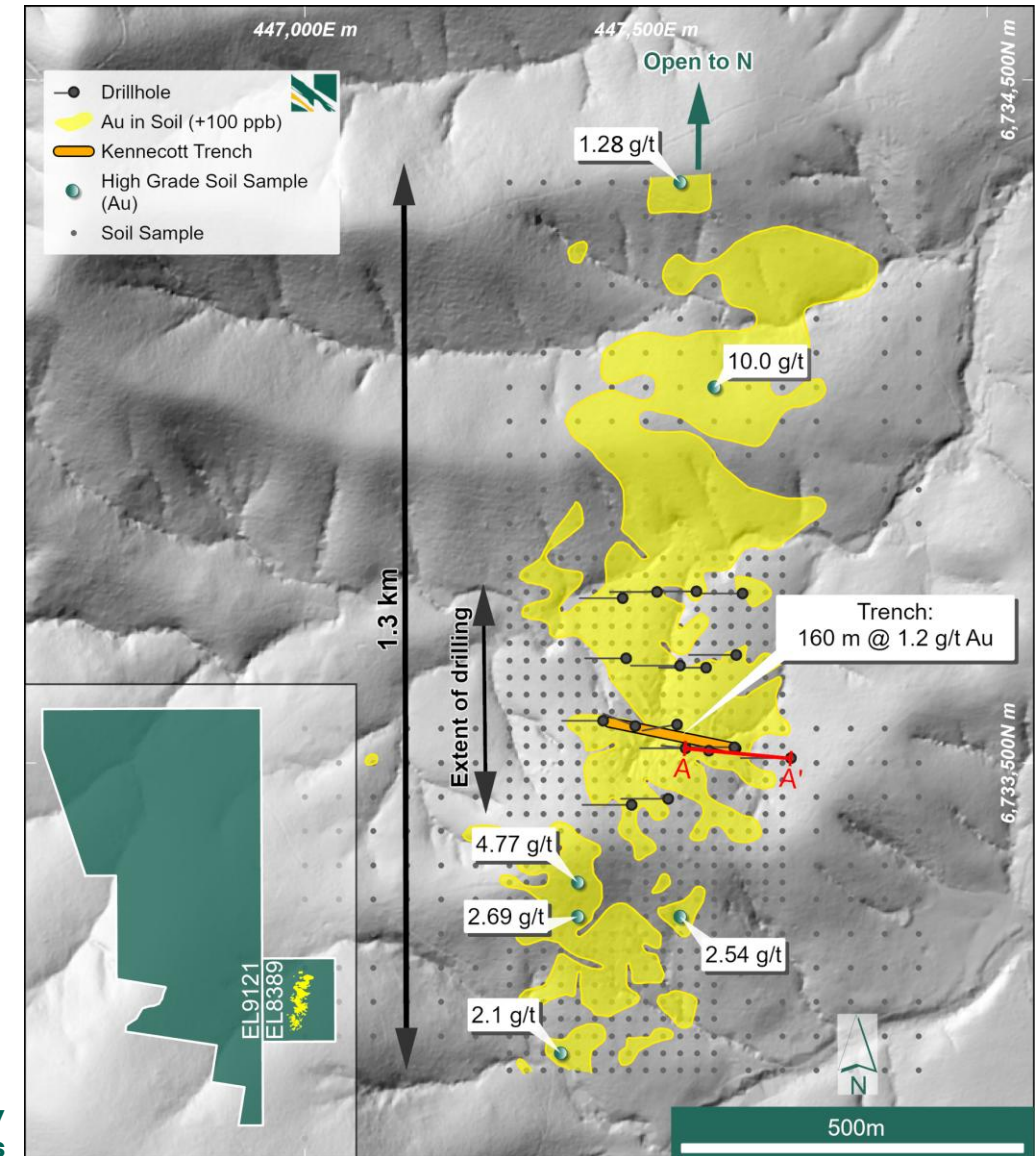 447,000E m
447,500E m
6,734,500N m
Open to N
Drillhole
Au in Soil (+100 ppb)
Kennecott Trench
High Grade Soil Sample
(Au)
Soil Sample
1.28 g/t
10.0 g/t
1.3 km
Extent of drilling
Trench:
160 m @ 1.2 g/t Au
A
A'
6,733,500N m
4.77 g/t
2.69 g/t
2.54 g/t
2.1 g/t
EL9121
EL8389
N
500m